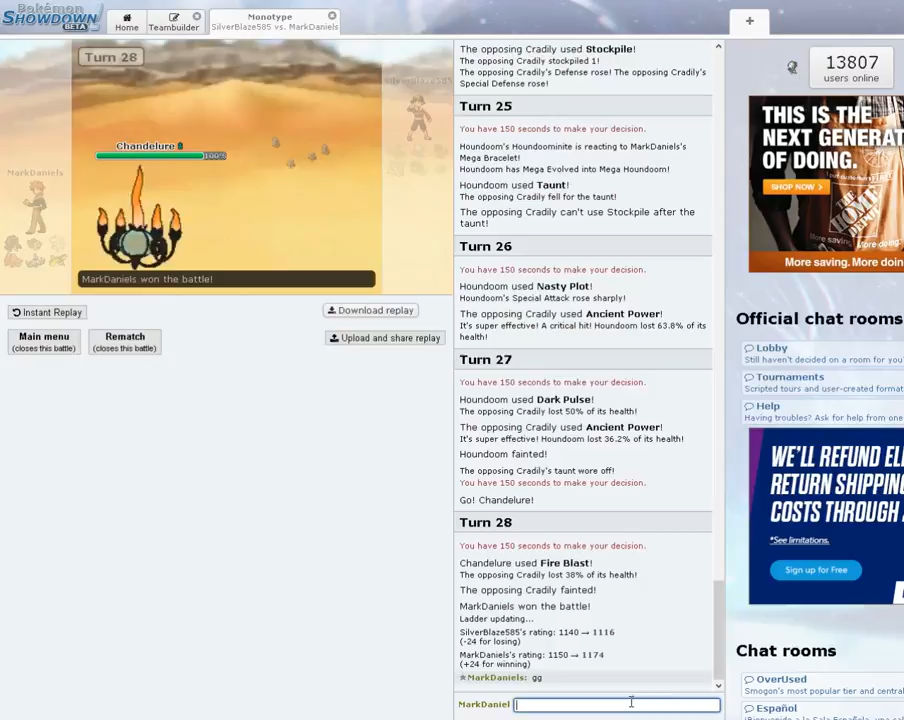 Pokémon
SHOWDOWN
BETA
Home
Teambuilder
Monotype
SilverBlaze585 vs. MarkDaniels
+
Turn 28
Chandelure
100%
MarkDaniels
MarkDaniels won the battle!
Instant Replay
Download replay
Main menu
(closes this battle)
Rematch
(closes this battle)
Upload and share replay
The opposing Cradily used Stockpile!
The opposing Cradily stockpiled 1!
The opposing Cradily's Defense rose! The opposing Cradily's
Special Defense rose!
Turn 25
You have 150 seconds to make your decision.
Houndoom's Houndoominite is reacting to MarkDaniels's
Mega Bracelet!
Houndoom has Mega Evolved into Mega Houndoom!
Houndoom used Taunt!
The opposing Cradily fell for the taunt!
The opposing Cradily can't use Stockpile after the
taunt!
Turn 26
You have 150 seconds to make your decision.
Houndoom used Nasty Plot!
Houndoom's Special Attack rose sharply!
The opposing Cradily used Ancient Power!
It's super effective! A critical hit! Houndoom lost 63.8% of its
health!
Turn 27
You have 150 seconds to make your decision.
Houndoom used Dark Pulse!
The opposing Cradily lost 50% of its health!
The opposing Cradily used Ancient Power!
It's super effective! Houndoom lost 36.2% of its health!
Houndoom fainted!
The opposing Cradily's taunt wore off!
You have 150 seconds to make your decision.
Go! Chandelure!
Turn 28
You have 150 seconds to make your decision.
Chandelure used Fire Blast!
The opposing Cradily lost 38% of its health!
The opposing Cradily fainted!
MarkDaniels won the battle!
Ladder updating...
SilverBlaze585's rating: 1140 → 1116
(-24 for losing)
MarkDaniels's rating: 1150 → 1174
(+24 for winning)
☆MarkDaniels: gg
MarkDaniel
13807
users online
THIS IS THE
NEXT GENERAT
OF DOING.
SHOP NOW
THE HOME DEPOT
More saving. More doin
Official chat rooms
Lobby
Still haven't decided on a room for you
Tournaments
Scripted tours and user-created format
Help
Having troubles? Ask for help from one
WE'LL REFUND EL
RETURN SHIPPING
COSTS THROUGH
*See limitations.
Sign up for Free
Chat rooms
OverUsed
Smogon's most popular tier and central
Español